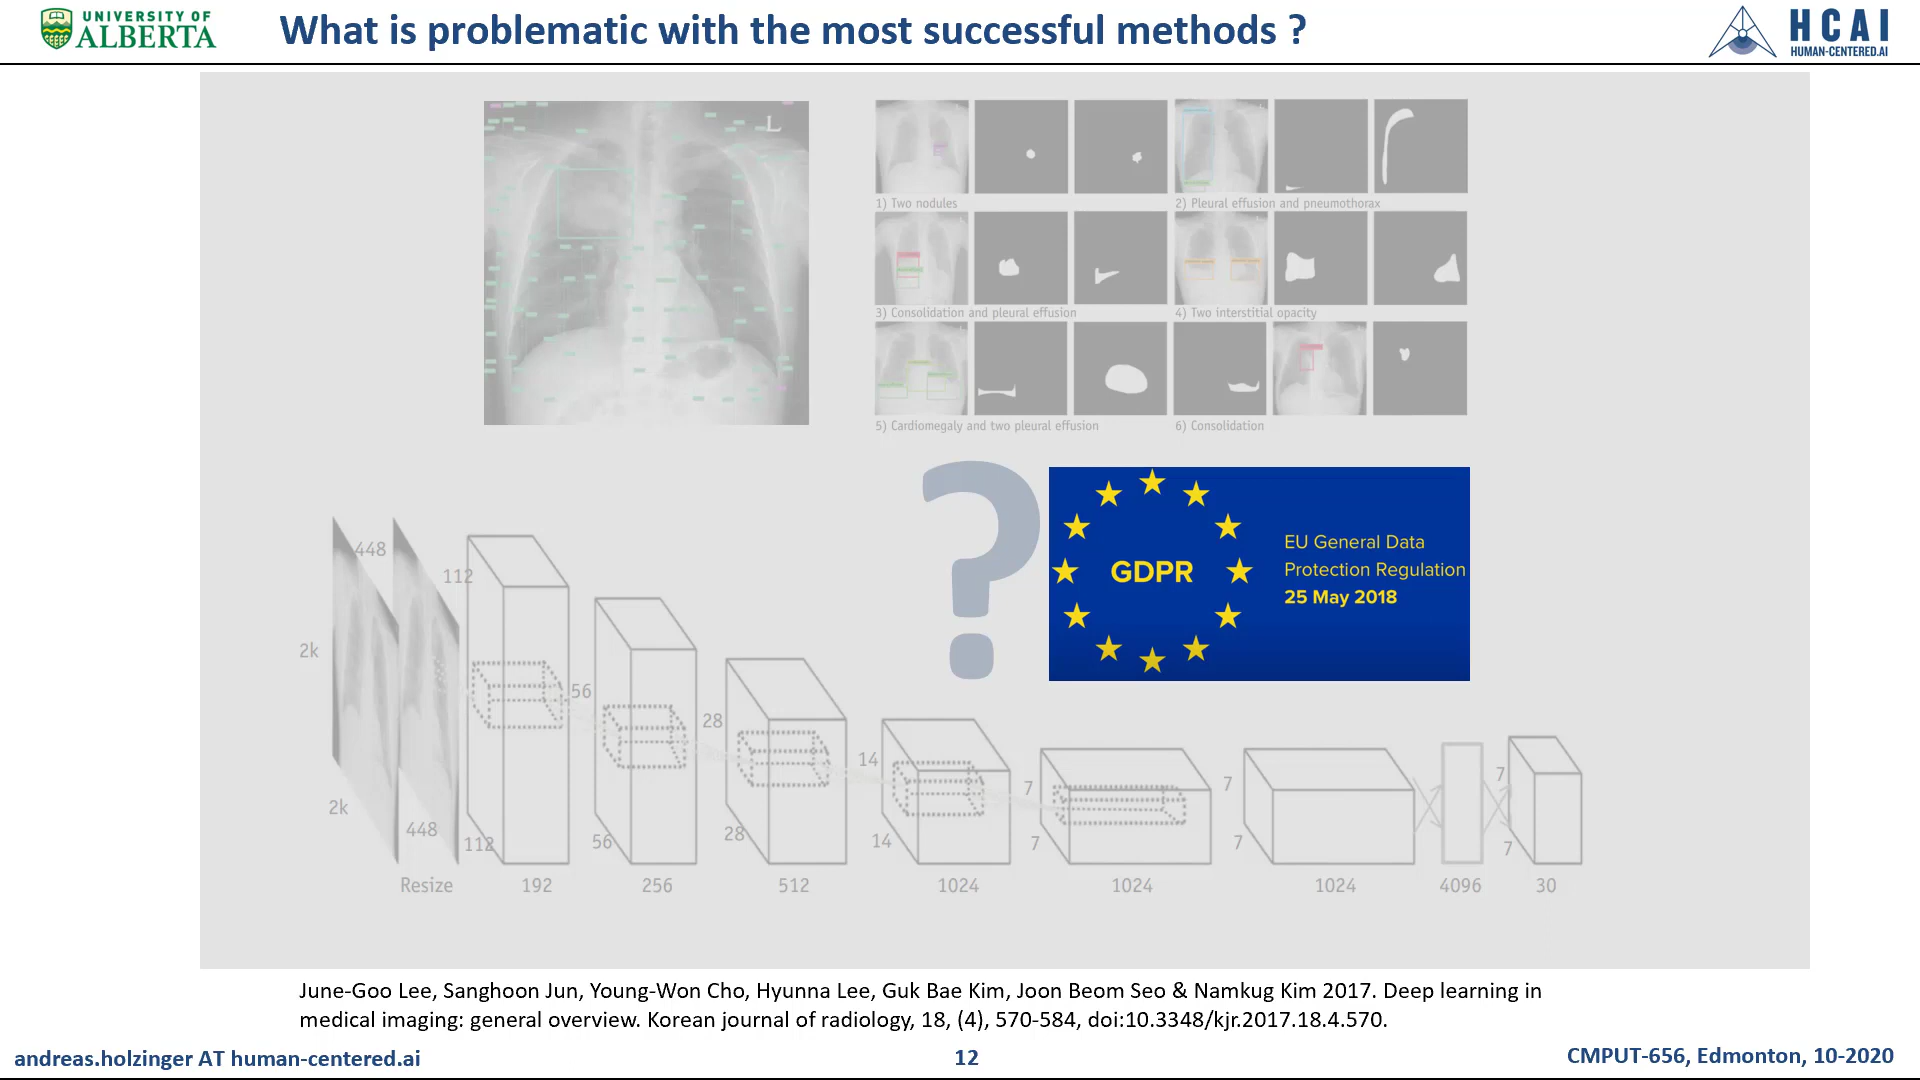 UNIVERSITY OF
ALBERTA
What is problematic with the most successful methods ?
HCAI
HUMAN-CENTERED.AI
L
1) Two nodules
2) Pleural effusion and pneumothorax
3) Consolidation and pleural effusion
4) Two interstitial opacity
5) Cardiomegaly and two pleural effusion
6) Consolidation
?
GDPR
EU General Data
Protection Regulation
25 May 2018
448
112
2k
56
28
14
7
7
7
2k
448
112
56
28
14
7
7
7
Resize
192
256
512
1024
1024
1024
4096
30
June-Goo Lee, Sanghoon Jun, Young-Won Cho, Hyunna Lee, Guk Bae Kim, Joon Beom Seo & Namkug Kim 2017. Deep learning in
medical imaging: general overview. Korean journal of radiology, 18, (4), 570-584, doi:10.3348/kjr.2017.18.4.570.
andreas.holzinger AT human-centered.ai
12
CMPUT-656, Edmonton, 10-2020